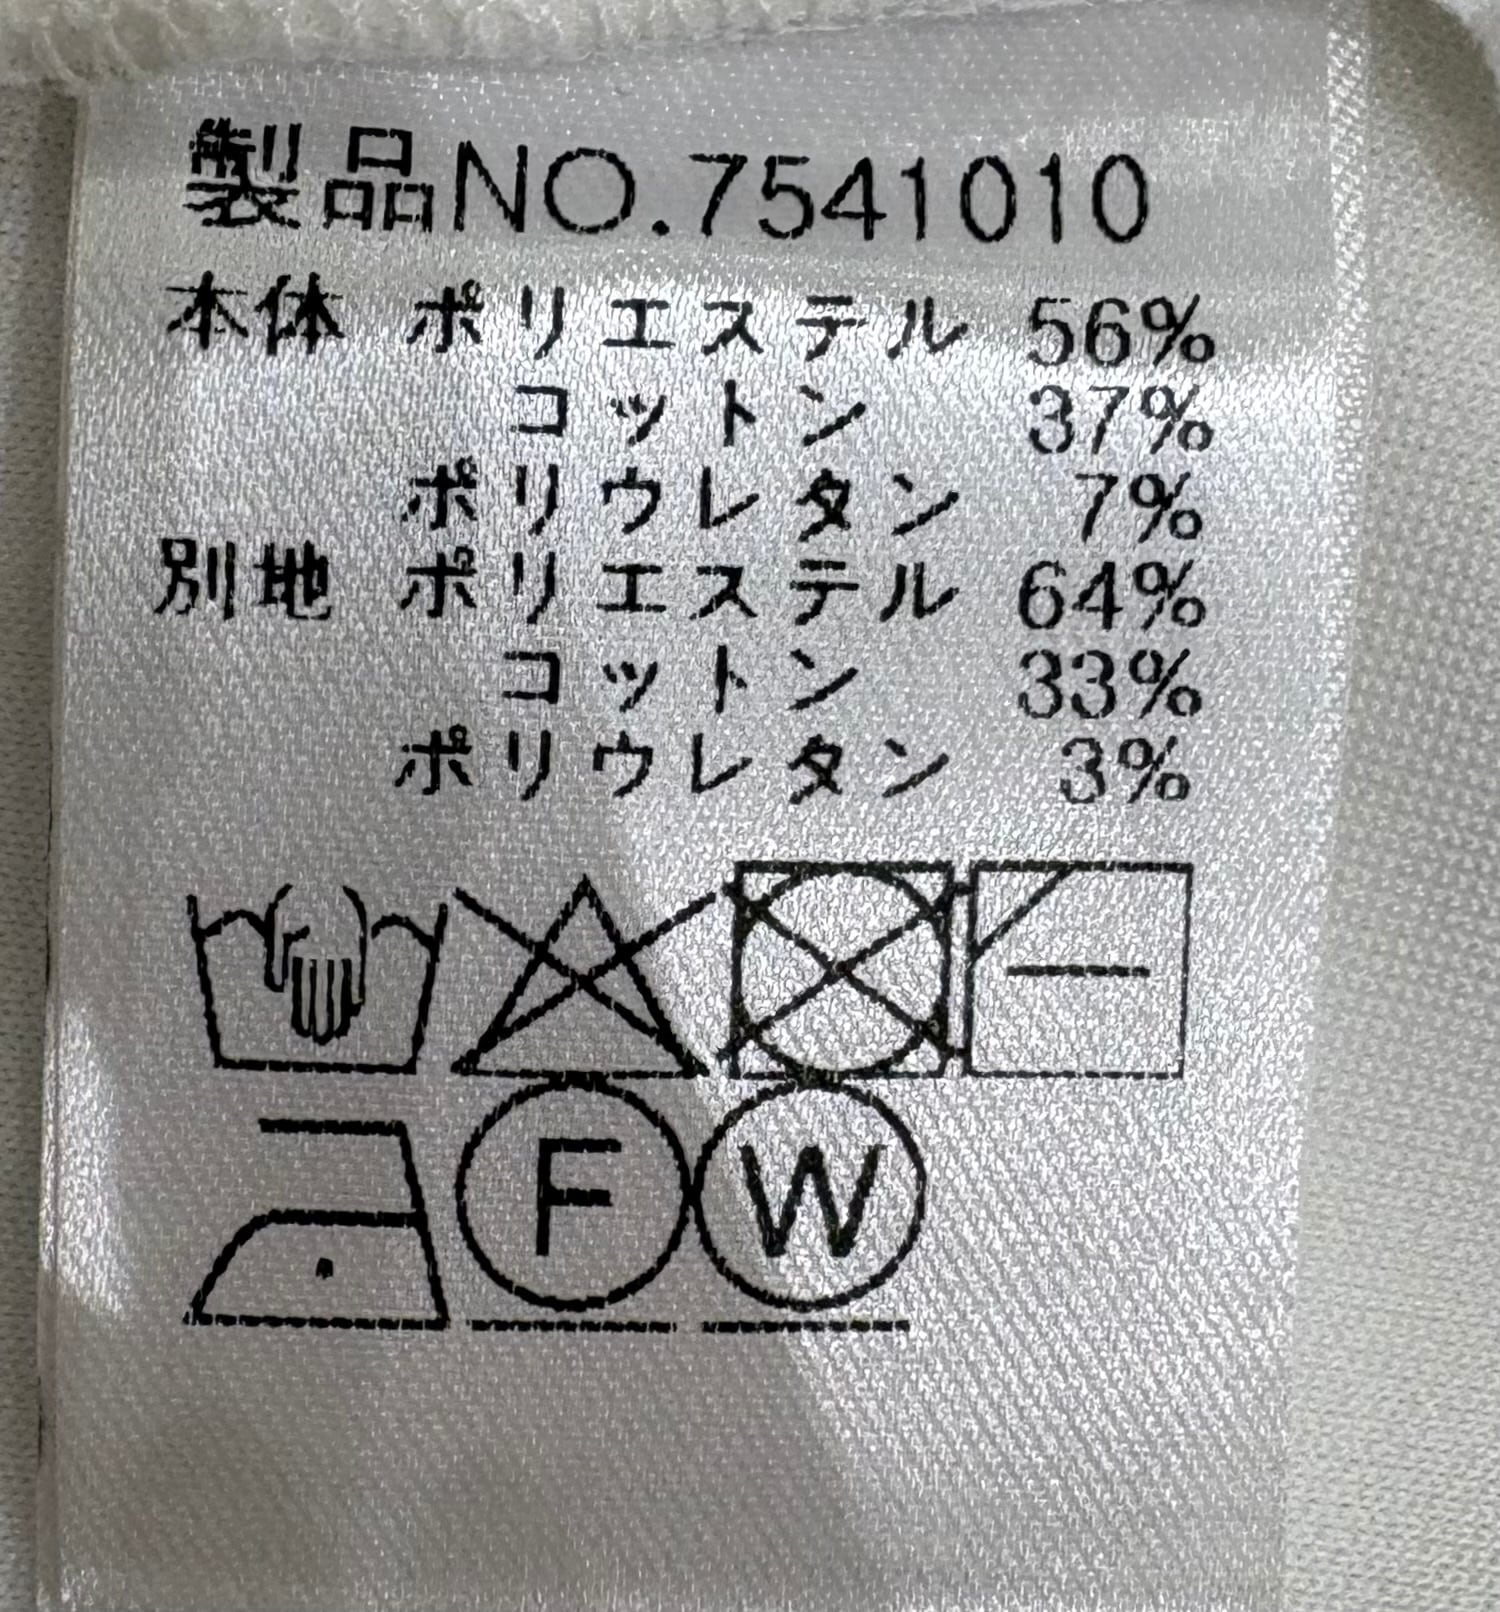 製品NO.7541010
本体 ポリエステル 56%
コットン 37%
ポリウレタン 7%
別地 ポリエステル 64%
コットン 33%
ポリウレタン 3%
F W